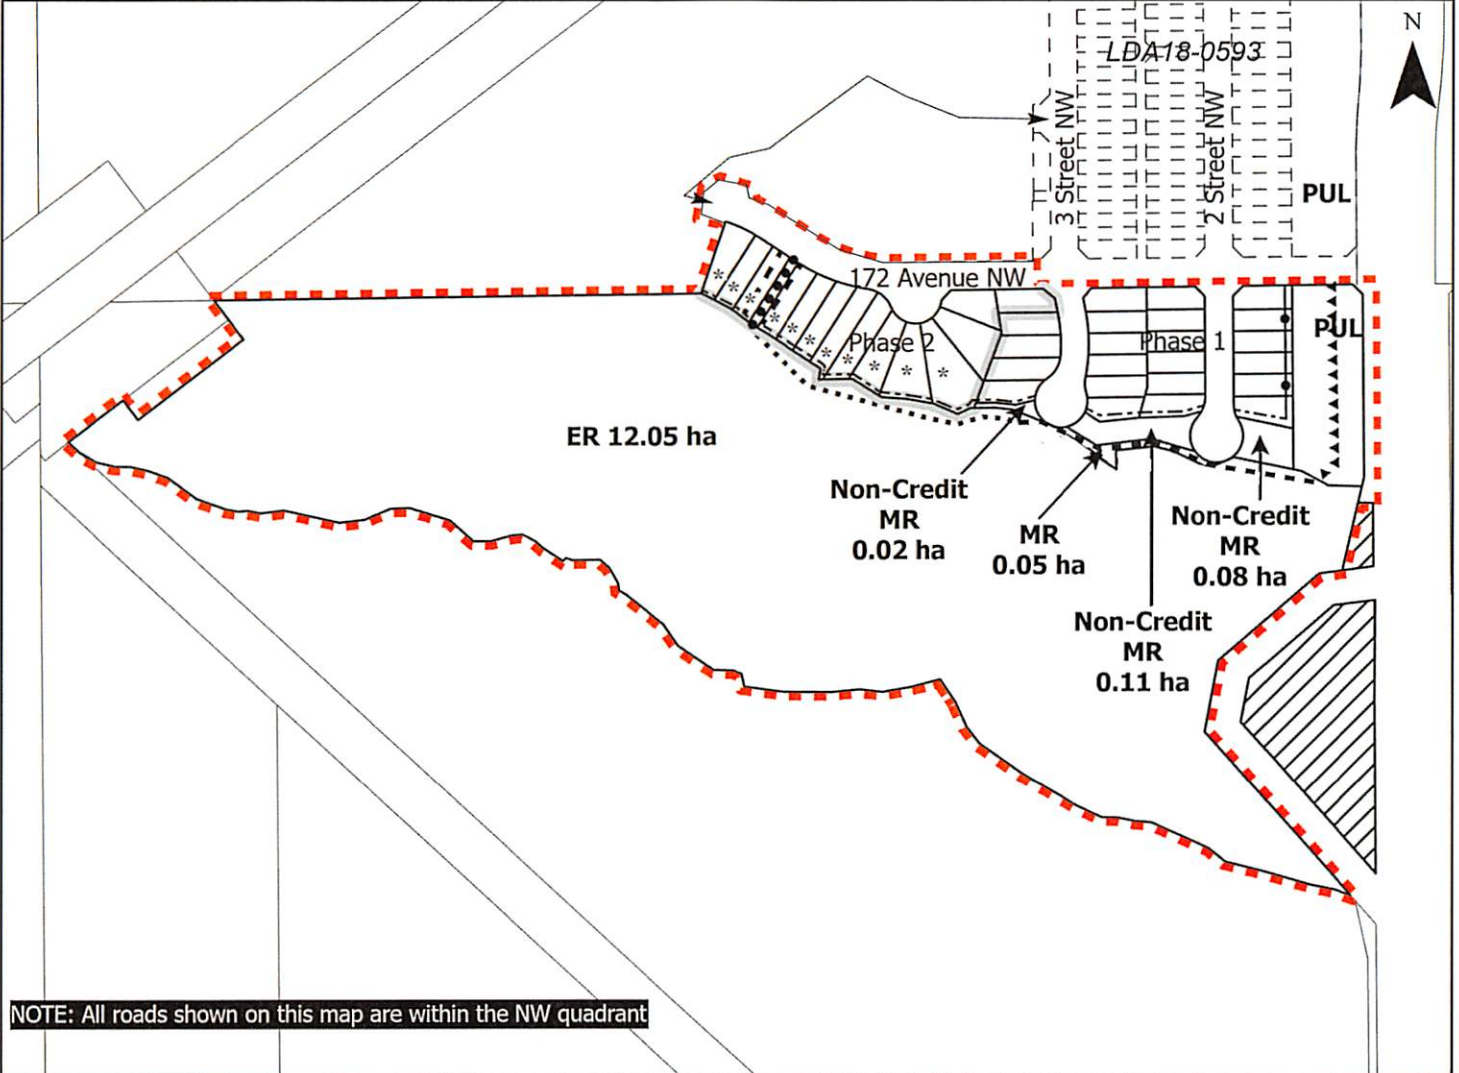 N
LDA18-0593
3 Street NW
2 Street NW
PUL
172 Avenue NW
PUL
Phase 2
Phase 1
ER 12.05 ha
Non-Credit
MR
0.02 ha
MR
0.05 ha
Non-Credit
MR
0.08 ha
Non-Credit
MR
0.11 ha
NOTE: All roads shown on this map are within the NW quadrant